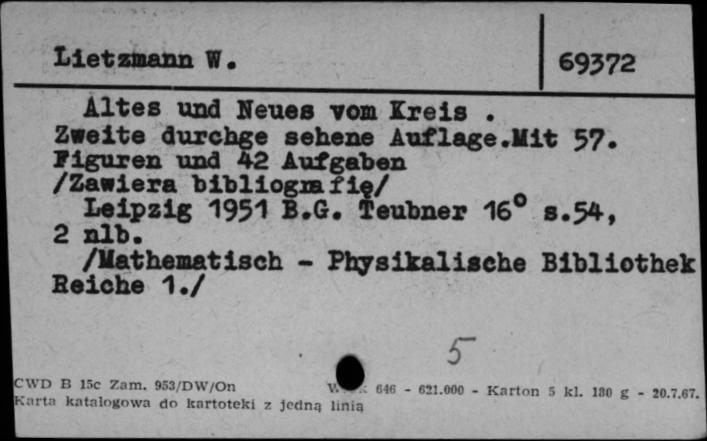 Lietzmann W.
69372
Altes und Neues vom Kreis .
Zweite durchge sehene Auflage.Mit 57.
Figuren und 42 Aufgaben
/Zawiera bibliografię/
Leipzig 1951 B.G. Teubner 16° s.54,
2 nlb.
/Mathematisch - Physikalische Bibliothek
Reiche 1./
5
CWD B 15c Zam. 953/DW/On 646 - 621.000 - Karton 5 kl. 180 g - 20.7.67.
Karta katalogowa do kartoteki z jedną linią